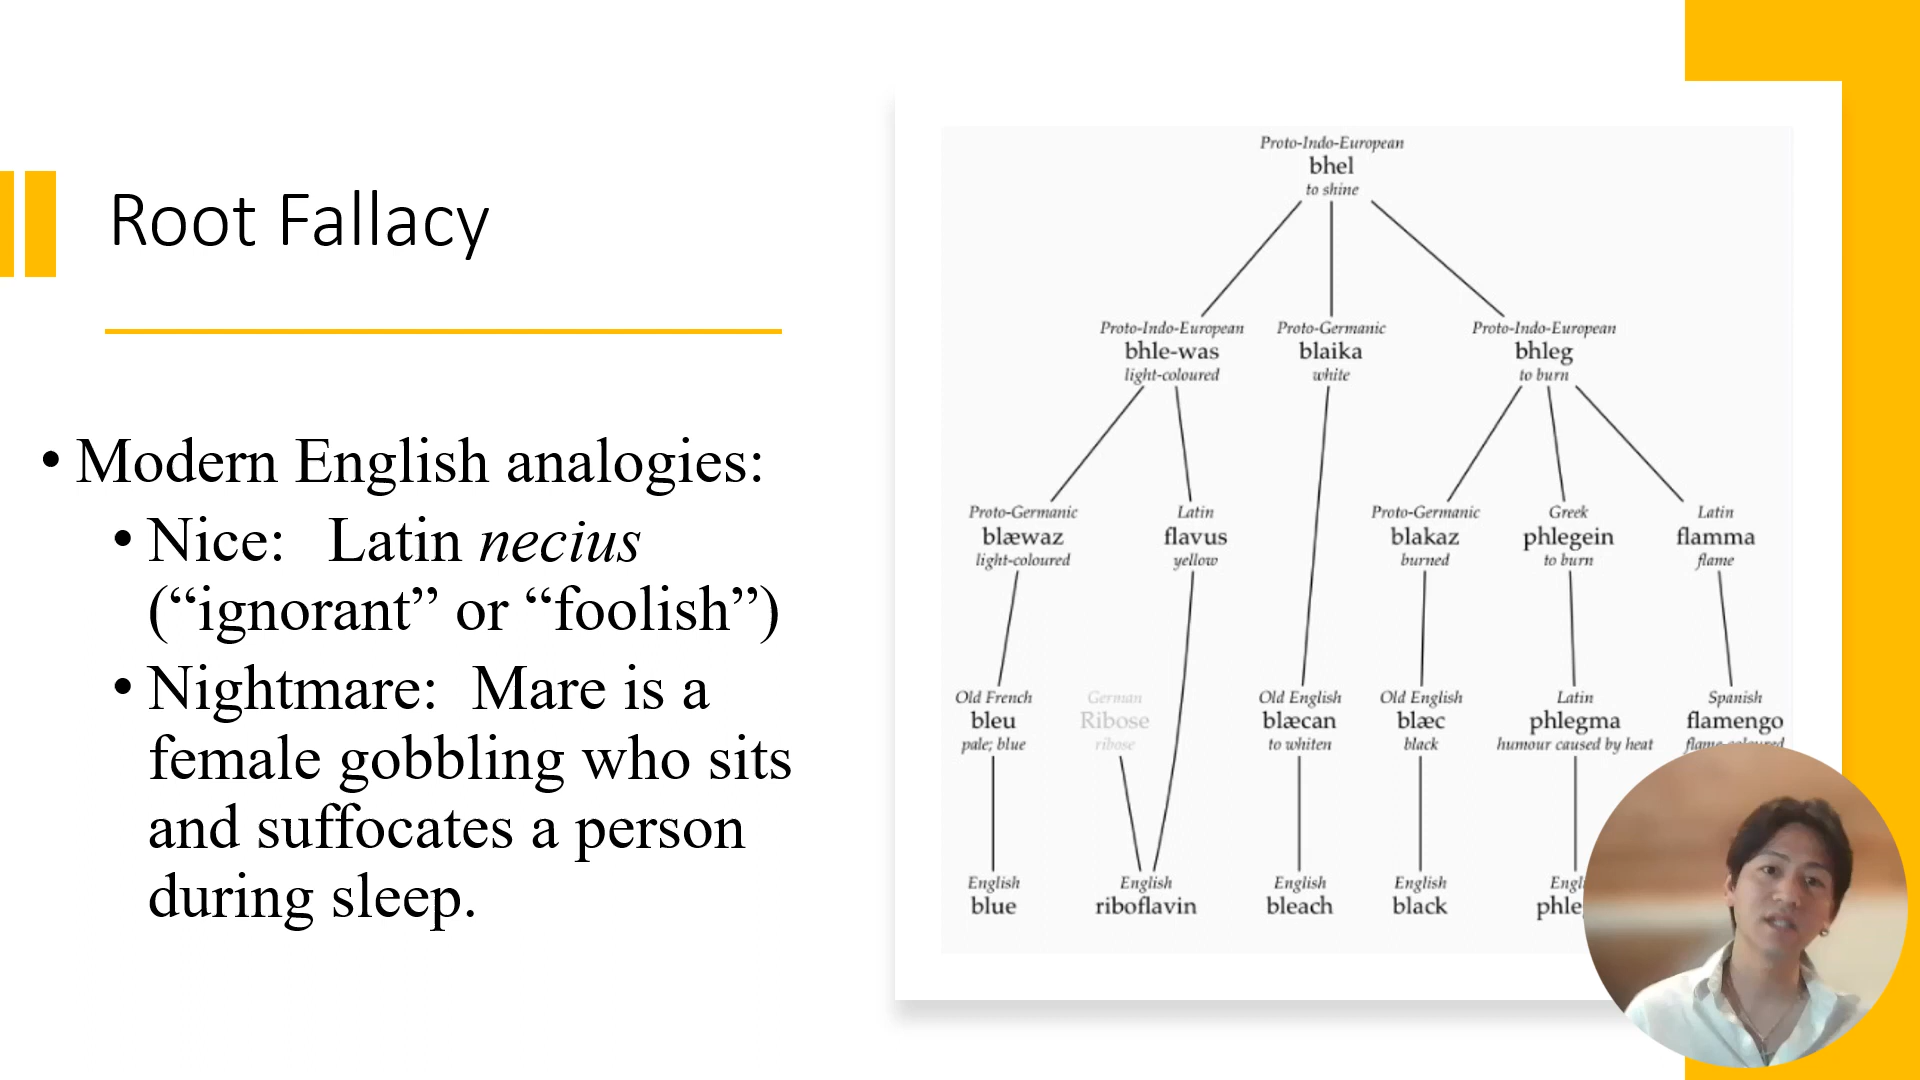 Root Fallacy
• Modern English analogies:
• Nice:   Latin necius
(“ignorant” or “foolish”)
• Nightmare:  Mare is a
female gobbling who sits
and suffocates a person
during sleep.
Proto-Indo-European
bhel
to shine
Proto-Indo-European Proto-Germanic Proto-Indo-European
bhle-was blaika bhleg
light-coloured white to burn
Proto-Germanic Latin Proto-Germanic Greek Latin
blæwaz flavus blakaz phlegein flamma
light-coloured yellow burned to burn flame
Old French German Old English Old English Latin Spanish
bleu Ribose blæcan blæc phlegma flamengo
pale; blue ribose to whiten black humour caused by heat
English English English English
blue riboflavin bleach black